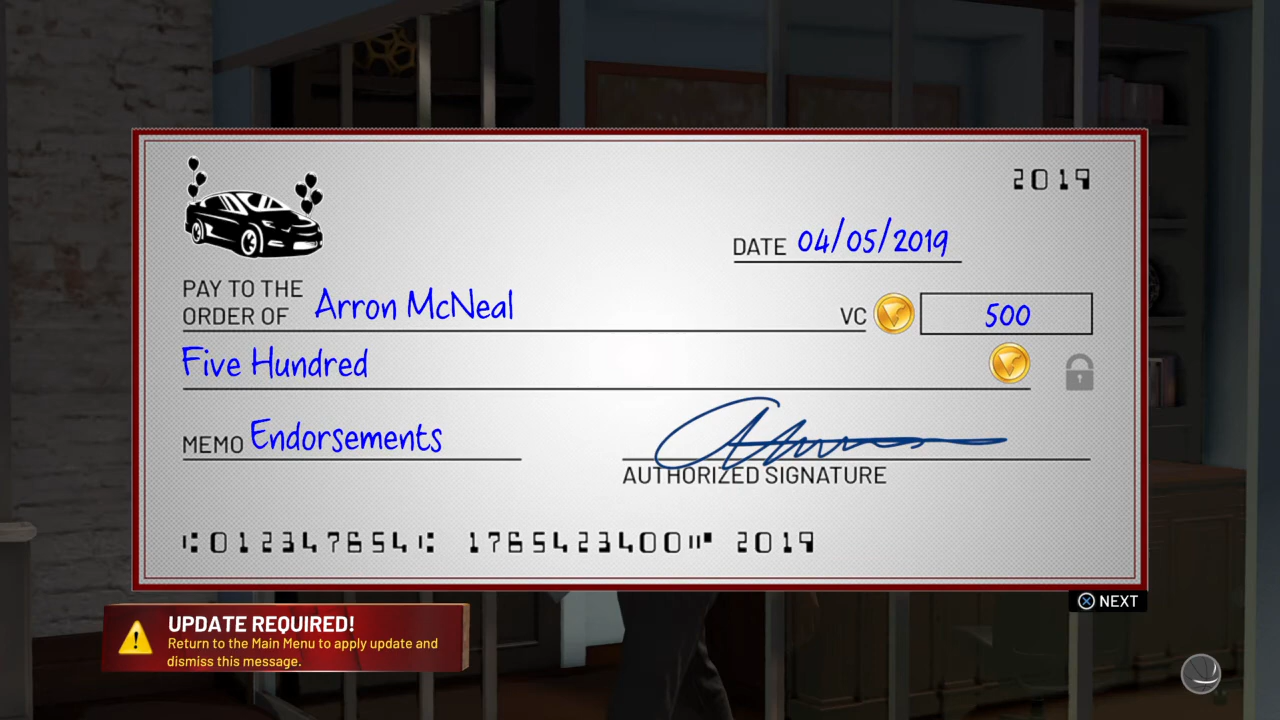 2019
DATE 04/05/2019
PAY TO THE
ORDER OF Arron McNeal VC 500
Five Hundred
MEMO Endorsements
AUTHORIZED SIGNATURE
⑆012347654⑆ 1765423400⑈ 2019
NEXT
UPDATE REQUIRED!
Return to the Main Menu to apply update and
dismiss this message.